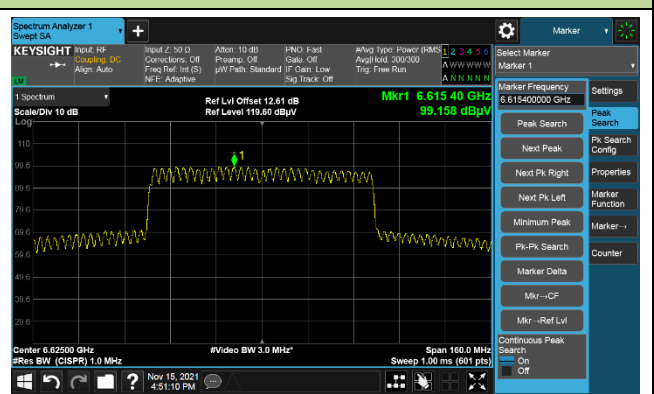 Spectrum Analyzer 1
Swept SA
+
Marker
KEYSIGHT
Input: RF
Coupling: DC
Align: Auto
Input Z: 50 Ω
Corrections: Off
Freq Ref: Int (S)
NFE: Adaptive
Atten: 10 dB
Preamp: Off
µW Path: Standard
PNO: Fast
Gate: Off
IF Gain: Low
Sig Track: Off
#Avg Type: Power (RMS
Avg|Hold: 300/300
Trig: Free Run
1 2 3 4 5 6
A W W W W W
A N N N N N
LW
Select Marker
Marker 1
1 Spectrum
Scale/Div 10 dB
Log
Ref Lvl Offset 12.61 dB
Ref Level 119.60 dBµV
Mkr1 6.615 40 GHz
99.158 dBµV
110
99.6
89.6
79.6
69.6
59.6
49.6
39.6
29.6
1
Center 6.62500 GHz
#Res BW (CISPR) 1.0 MHz
#Video BW 3.0 MHz*
Span 160.0 MHz
Sweep 1.00 ms (601 pts)
Marker Frequency
6.615400000 GHz
Peak Search
Next Peak
Next Pk Right
Next Pk Left
Minimum Peak
Pk-Pk Search
Marker Delta
Mkr→CF
Mkr→Ref Lvl
Continuous Peak
Search
On
Off
Settings
Peak
Search
Pk Search
Config
Properties
Marker
Function
Marker→
Counter
?
Nov 15, 2021
4:51:10 PM